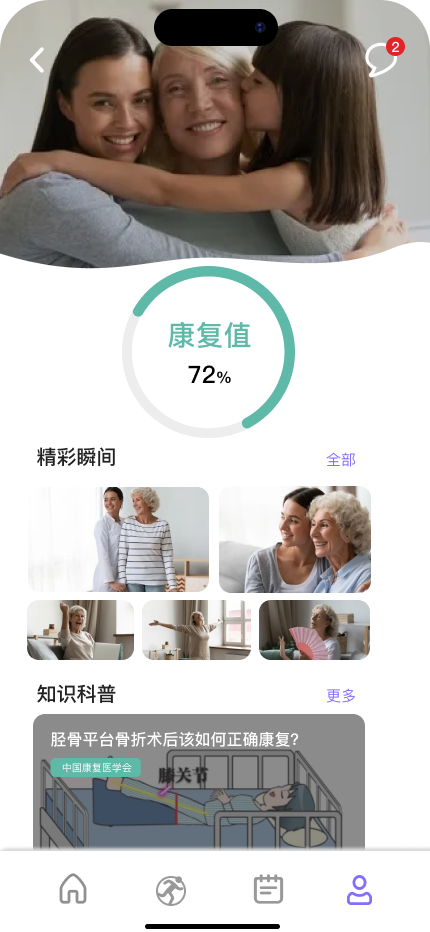 2
康复值
72%
精彩瞬间
全部
知识科普
更多
胫骨平台骨折术后该如何正确康复?
中国康复医学会
膝关节